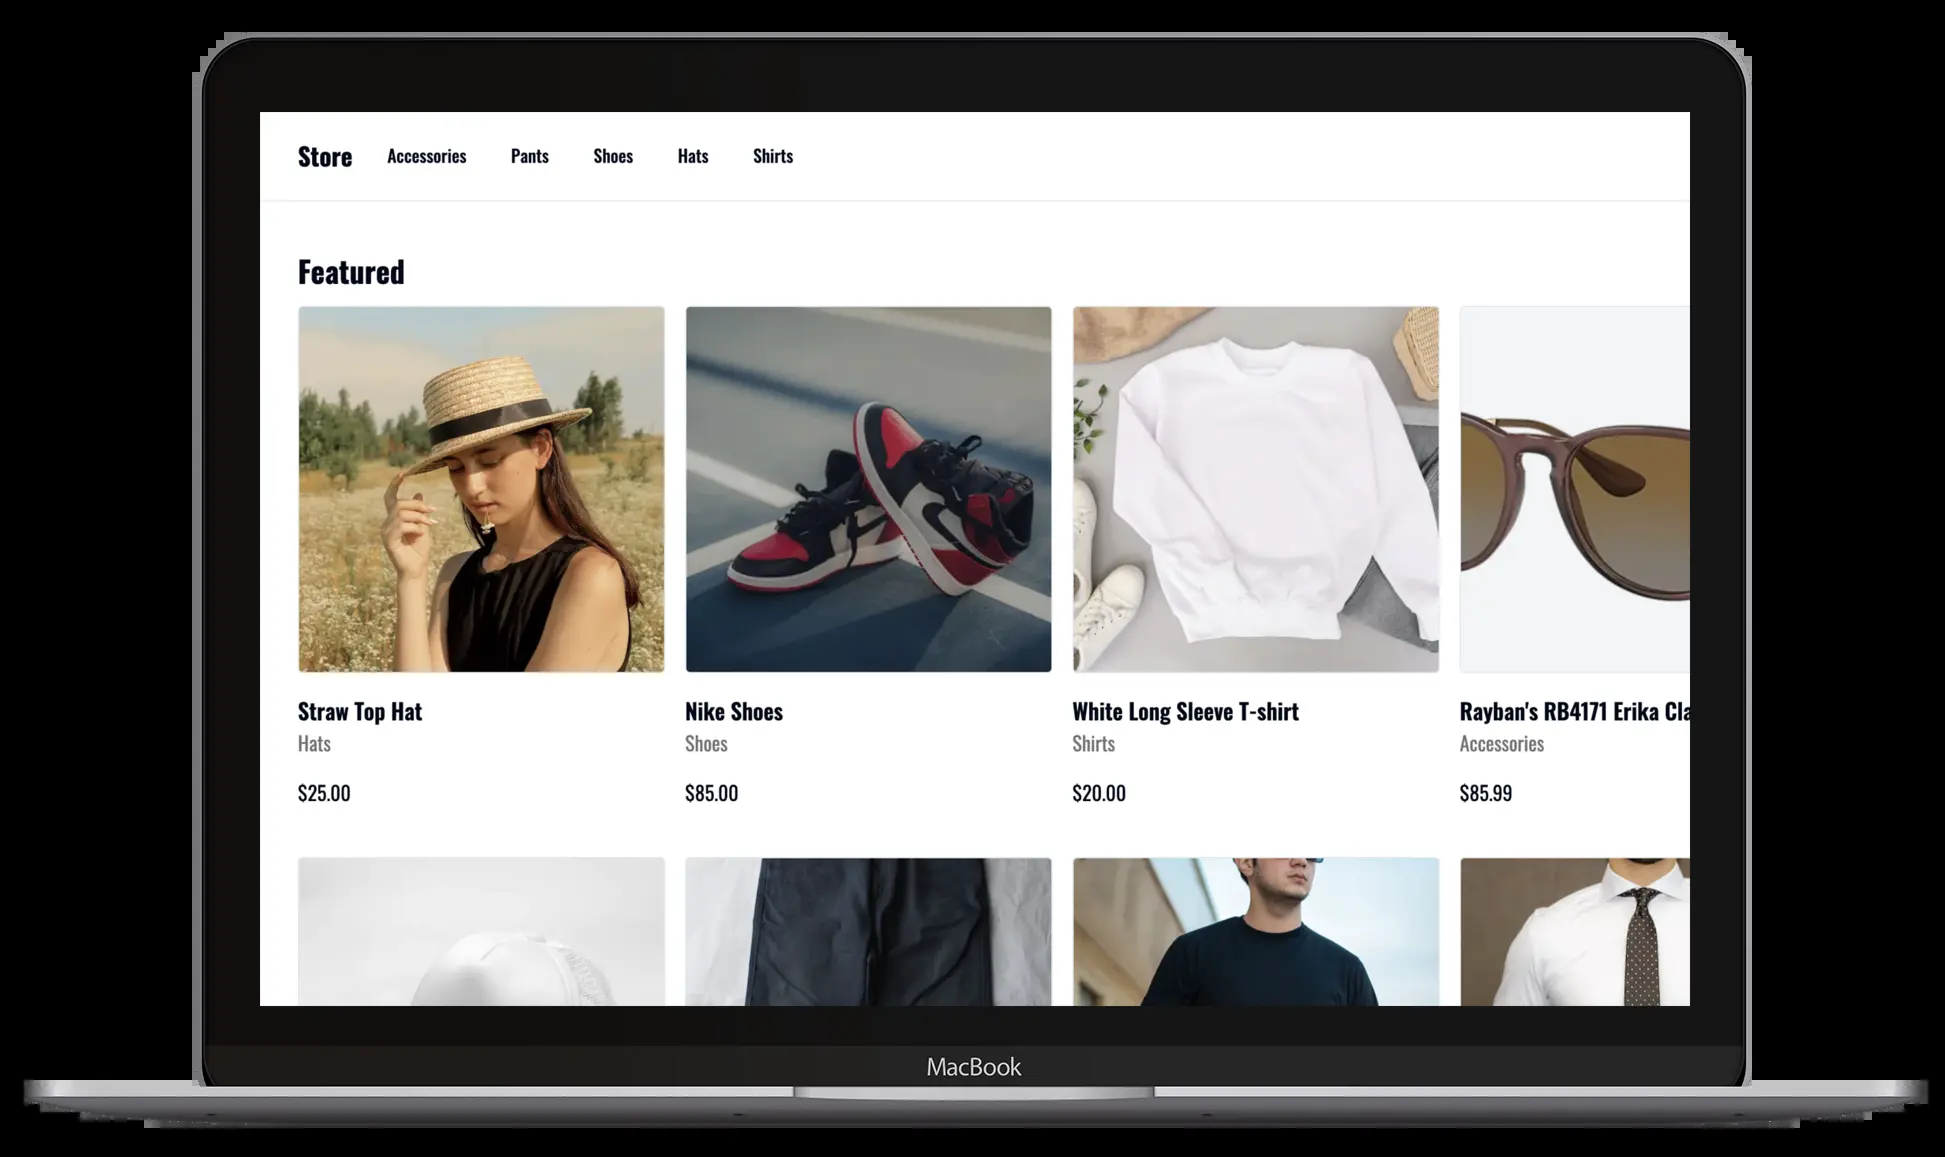 Store Accessories Pants Shoes Hats Shirts
Featured
Straw Top Hat
Hats
$25.00
Nike Shoes
Shoes
$85.00
White Long Sleeve T-shirt
Shirts
$20.00
Rayban's RB4171 Erika Cla
Accessories
$85.99
MacBook